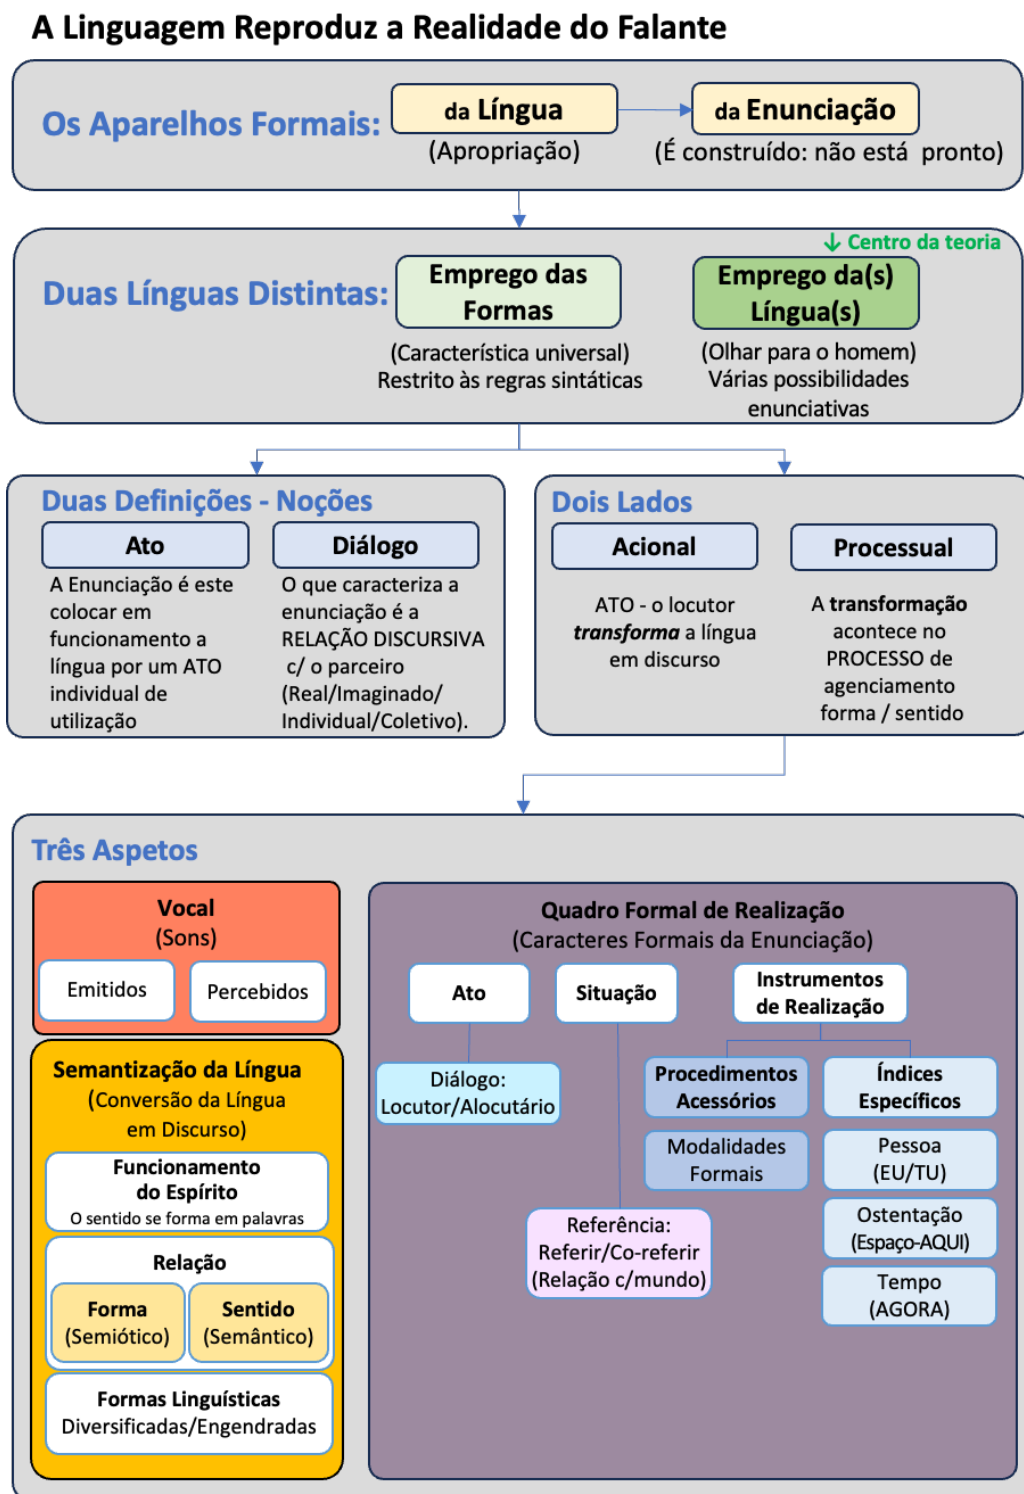 A Linguagem Reproduz a Realidade do Falante
Os Aparelhos Formais:
da Língua
(Apropriação)
da Enunciação
(É construído: não está pronto)
↓ Centro da teoria
Duas Línguas Distintas:
Emprego das
Formas
(Característica universal)
Restrito às regras sintáticas
Emprego da(s)
Língua(s)
(Olhar para o homem)
Várias possibilidades
enunciativas
Duas Definições - Noções
Ato
A Enunciação é este
colocar em
funcionamento a
língua por um ATO
individual de
utilização
Diálogo
O que caracteriza a
enunciação é a
RELAÇÃO DISCURSIVA
c/ o parceiro
(Real/Imaginado/
Individual/Coletivo).
Dois Lados
Acional
ATO - o locutor
transforma a língua
em discurso
Processual
A transformação
acontece no
PROCESSO de
agenciamento
forma / sentido
Três Aspetos
Vocal
(Sons)
Emitidos
Percebidos
Semantização da Língua
(Conversão da Língua
em Discurso)
Funcionamento
do Espírito
O sentido se forma em palavras
Relação
Forma
(Semiótico)
Sentido
(Semântico)
Formas Linguísticas
Diversificadas/Engendradas
Quadro Formal de Realização
(Caracteres Formais da Enunciação)
Ato
Diálogo:
Locutor/Alocutário
Situação
Referência:
Referir/Co-referir
(Relação c/mundo)
Instrumentos
de Realização
Procedimentos
Acessórios
Modalidades
Formais
Índices
Específicos
Pessoa
(EU/TU)
Ostentação
(Espaço-AQUI)
Tempo
(AGORA)